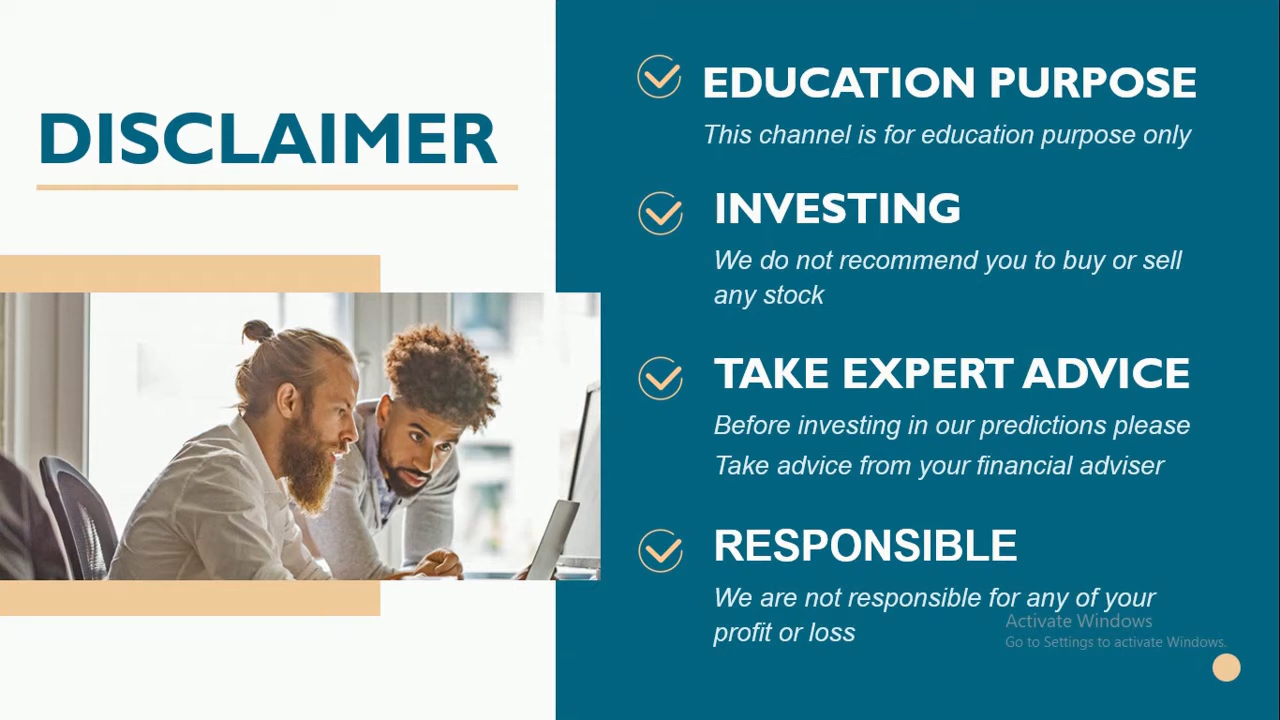 DISCLAIMER
EDUCATION PURPOSE
This channel is for education purpose only
INVESTING
We do not recommend you to buy or sell
any stock
TAKE EXPERT ADVICE
Before investing in our predictions please
Take advice from your financial adviser
RESPONSIBLE
We are not responsible for any of your
profit or loss
Activate Windows
Go to Settings to activate Windows.